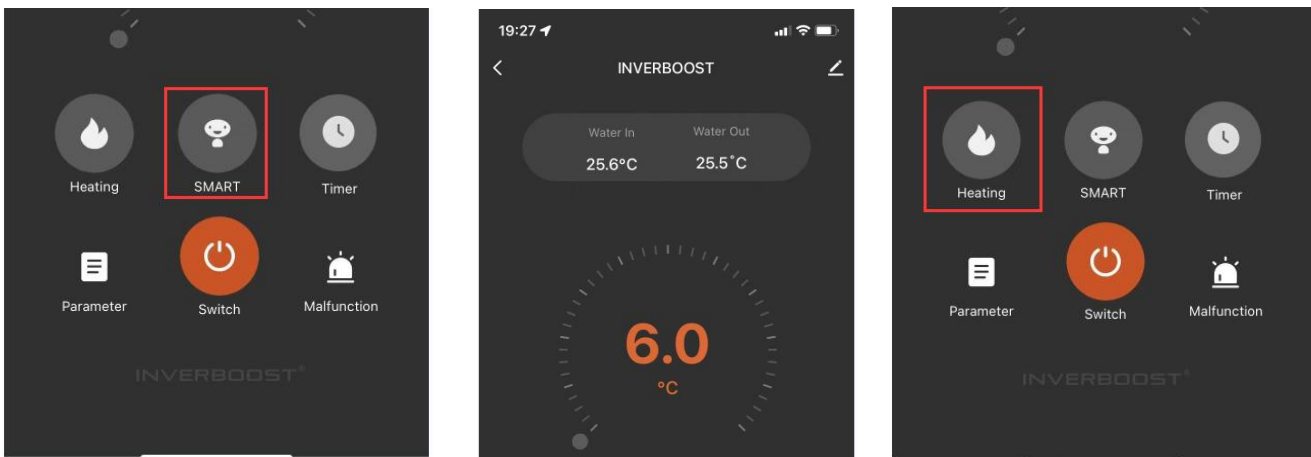 Heating SMART Timer
Parameter Switch Malfunction
INVERBOOST®
19:27
INVERBOOST
Water In Water Out
25.6°C 25.5°C
6.0
°C
Heating SMART Timer
Parameter Switch Malfunction
INVERBOOST®